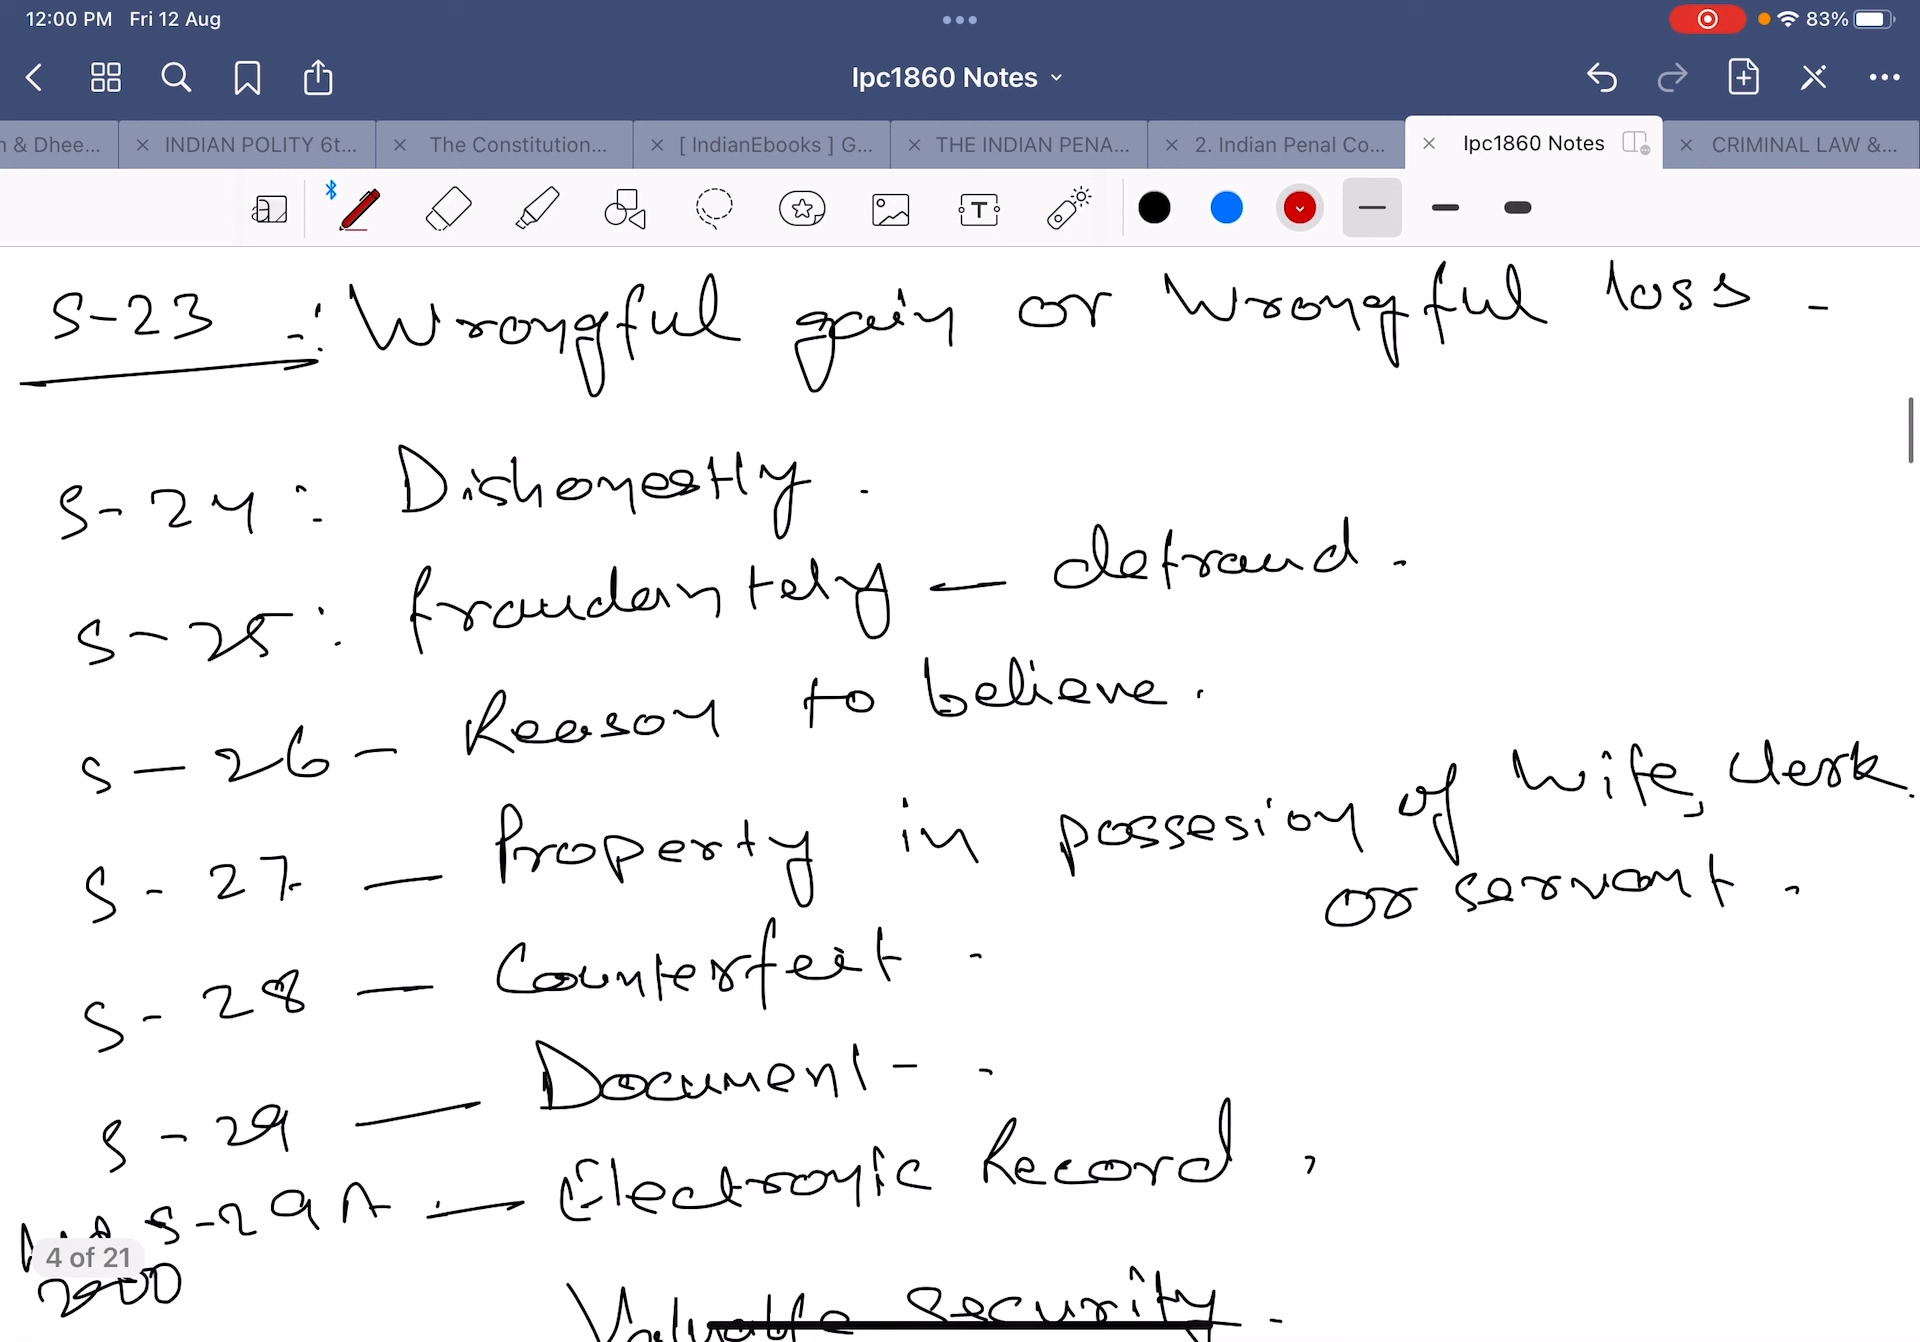 12:00 PM Fri 12 Aug
83%
Ipc1860 Notes
n & Dhee...
INDIAN POLITY 6t...
The Constitution...
[ IndianEbooks ] G...
THE INDIAN PENA...
2. Indian Penal Co...
Ipc1860 Notes
CRIMINAL LAW &...
S-23 -: Wrongful gain or Wrongful loss -
S-24: Dishonestly.
S-25: fraudently — defraud.
S-26 - Reason to believe.
S-27 — Property in possesion of wife, clerk
or servant.
S-28 — Counterfeit.
S-29 — Document-.
S-29A — Electronic Record,
4 of 21
2000
Valuable security.